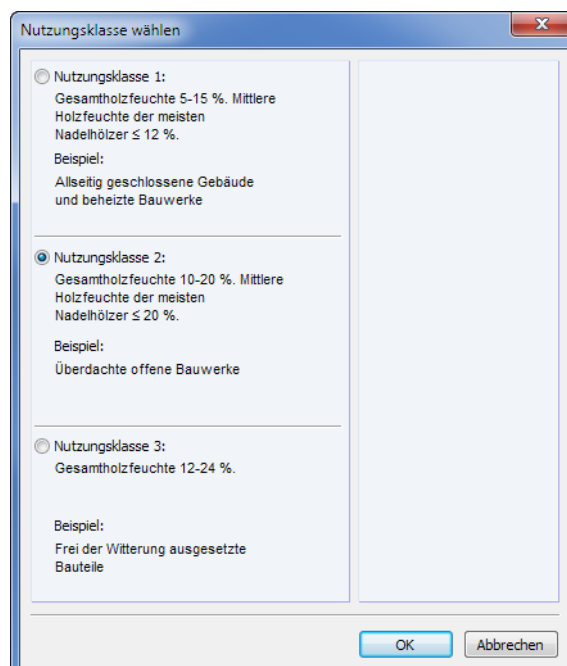 Nutzungsklasse wählen
Nutzungsklasse 1:
Gesamtholzfeuchte 5-15 %. Mittlere
Holzfeuchte der meisten
Nadelhölzer ≤ 12 %.
Beispiel:
Allseitig geschlossene Gebäude
und beheizte Bauwerke
Nutzungsklasse 2:
Gesamtholzfeuchte 10-20 %. Mittlere
Holzfeuchte der meisten
Nadelhölzer ≤ 20 %.
Beispiel:
Überdachte offene Bauwerke
Nutzungsklasse 3:
Gesamtholzfeuchte 12-24 %.
Beispiel:
Frei der Witterung ausgesetzte
Bauteile
OK
Abbrechen